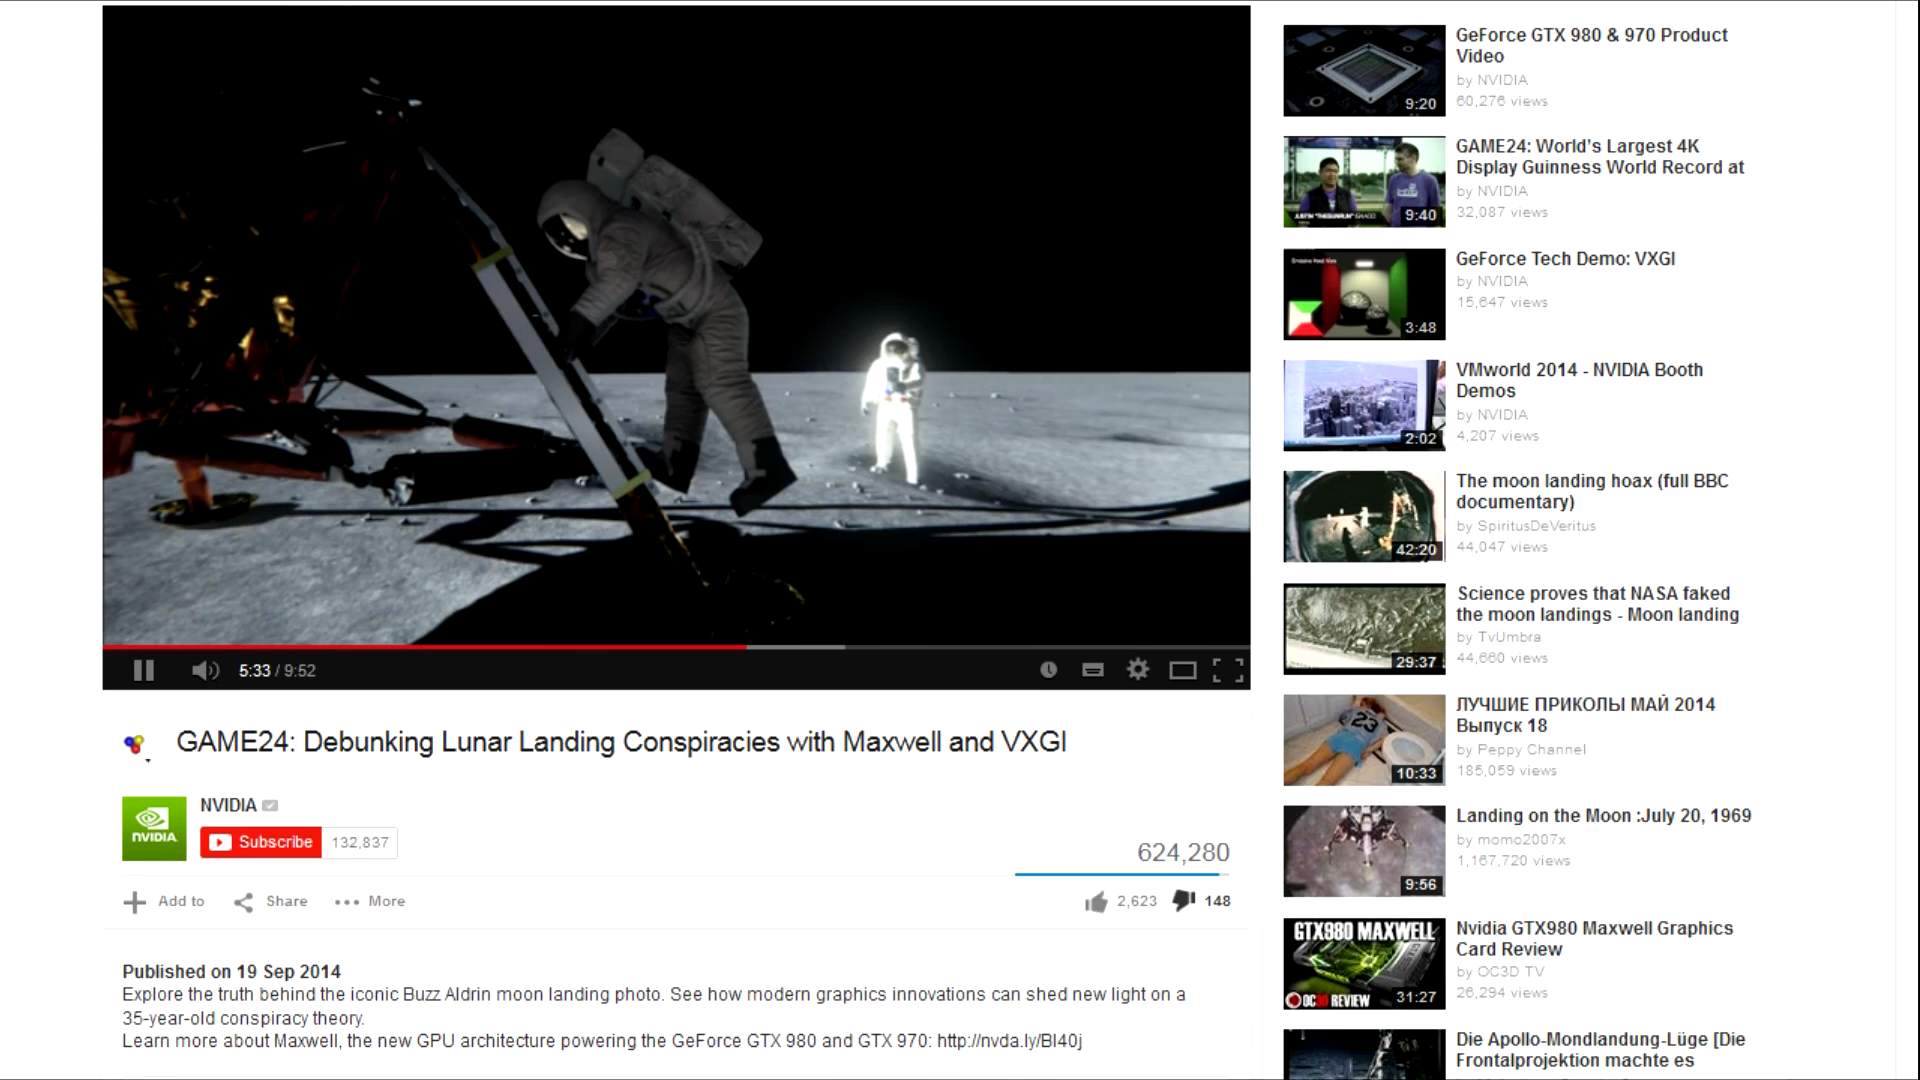 5:33 / 9:52
GAME24: Debunking Lunar Landing Conspiracies with Maxwell and VXGI
NVIDIA
NVIDIA
Subscribe 132,837
624,280
Add to Share More 2,623 148
Published on 19 Sep 2014
Explore the truth behind the iconic Buzz Aldrin moon landing photo. See how modern graphics innovations can shed new light on a
35-year-old conspiracy theory.
Learn more about Maxwell, the new GPU architecture powering the GeForce GTX 980 and GTX 970: http://nvda.ly/BI40j
9:20
GeForce GTX 980 & 970 Product
Video
by NVIDIA
60,276 views
9:40
GAME24: World's Largest 4K
Display Guinness World Record at
by NVIDIA
32,087 views
3:48
GeForce Tech Demo: VXGI
by NVIDIA
15,647 views
2:02
VMworld 2014 - NVIDIA Booth
Demos
by NVIDIA
4,207 views
42:20
The moon landing hoax (full BBC
documentary)
by SpiritusDeVeritus
44,047 views
29:37
Science proves that NASA faked
the moon landings - Moon landing
by TvUmbra
44,660 views
23
10:33
ЛУЧШИЕ ПРИКОЛЫ МАЙ 2014
Выпуск 18
by Peppy Channel
185,059 views
9:56
Landing on the Moon :July 20, 1969
by momo2007x
1,167,720 views
GTX980 MAXWELL
OC3D REVIEW 31:27
Nvidia GTX980 Maxwell Graphics
Card Review
by OC3D TV
26,294 views
Die Apollo-Mondlandung-Lüge [Die
Frontalprojektion machte es